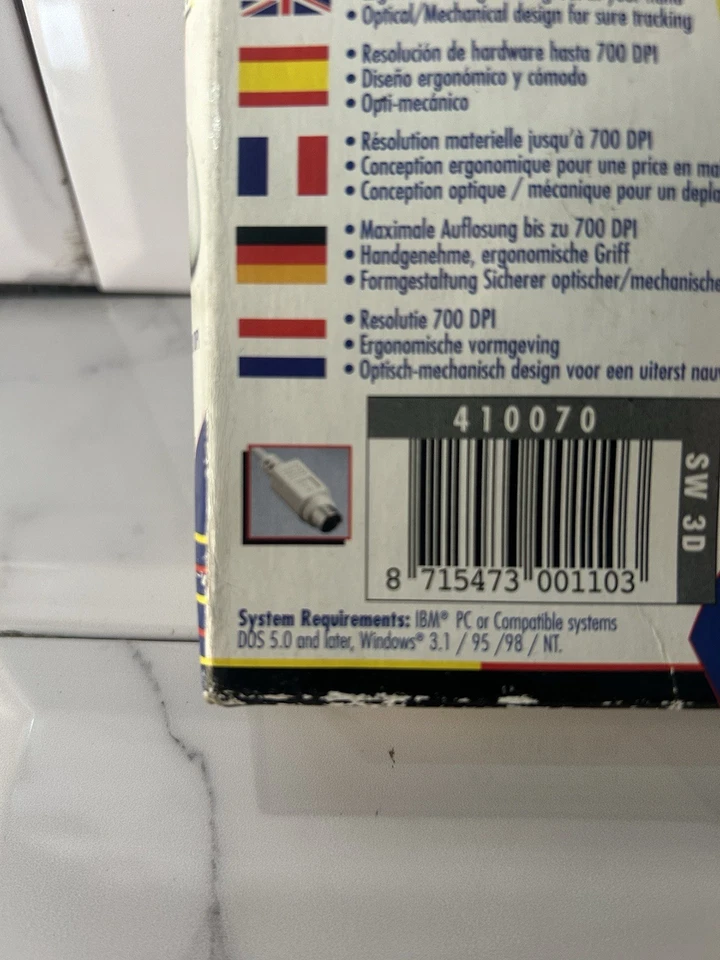 • Optical/Mechanical design for sure tracking
• Resolución de hardware hasta 700 DPI
• Diseño ergonómico y cómodo
• Opti-mecánico
• Résolution materielle jusqu'à 700 DPI
• Conception ergonomique pour une price en
• Conception optique / mécanique pour un
• Maximale Auflosung bis zu 700 DPI
• Handgenehme, ergonomische Griff
• Formgestaltung Sicherer optischer/mechanische
• Resolutie 700 DPI
• Ergonomische vormgeving
• Optisch-mechanisch design voor een uiterst
410070
SW 3D
8 715473 001103
System Requirements: IBM® PC or Compatible systems
DOS 5.0 and later, Windows® 3.1 / 95 /98 / NT.